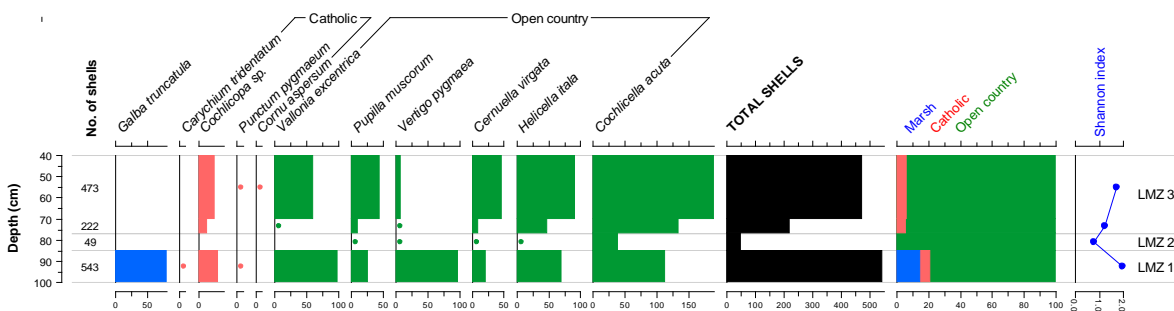 Catholic
Open country
No. of shells
Galba truncatula
Carychium tridentatum
Cochlicopa sp.
Punctum pygmaeum
Cornu aspersum
Vallonia excentrica
Pupilla muscorum
Vertigo pygmaea
Cernuella virgata
Helicella itala
Cochlicella acuta
TOTAL SHELLS
Marsh
Catholic
Open country
Shannon index
Depth (cm)
40
50
60
70
80
90
100
473
222
49
543
LMZ 3
LMZ 2
LMZ 1
0 50 0 0 0 0 0 50 100 0 0 50 100 0 0 50 0 50 100 150 0 100 200 300 400 500 0 20 40 60 80 100 0.0 1.0 2.0